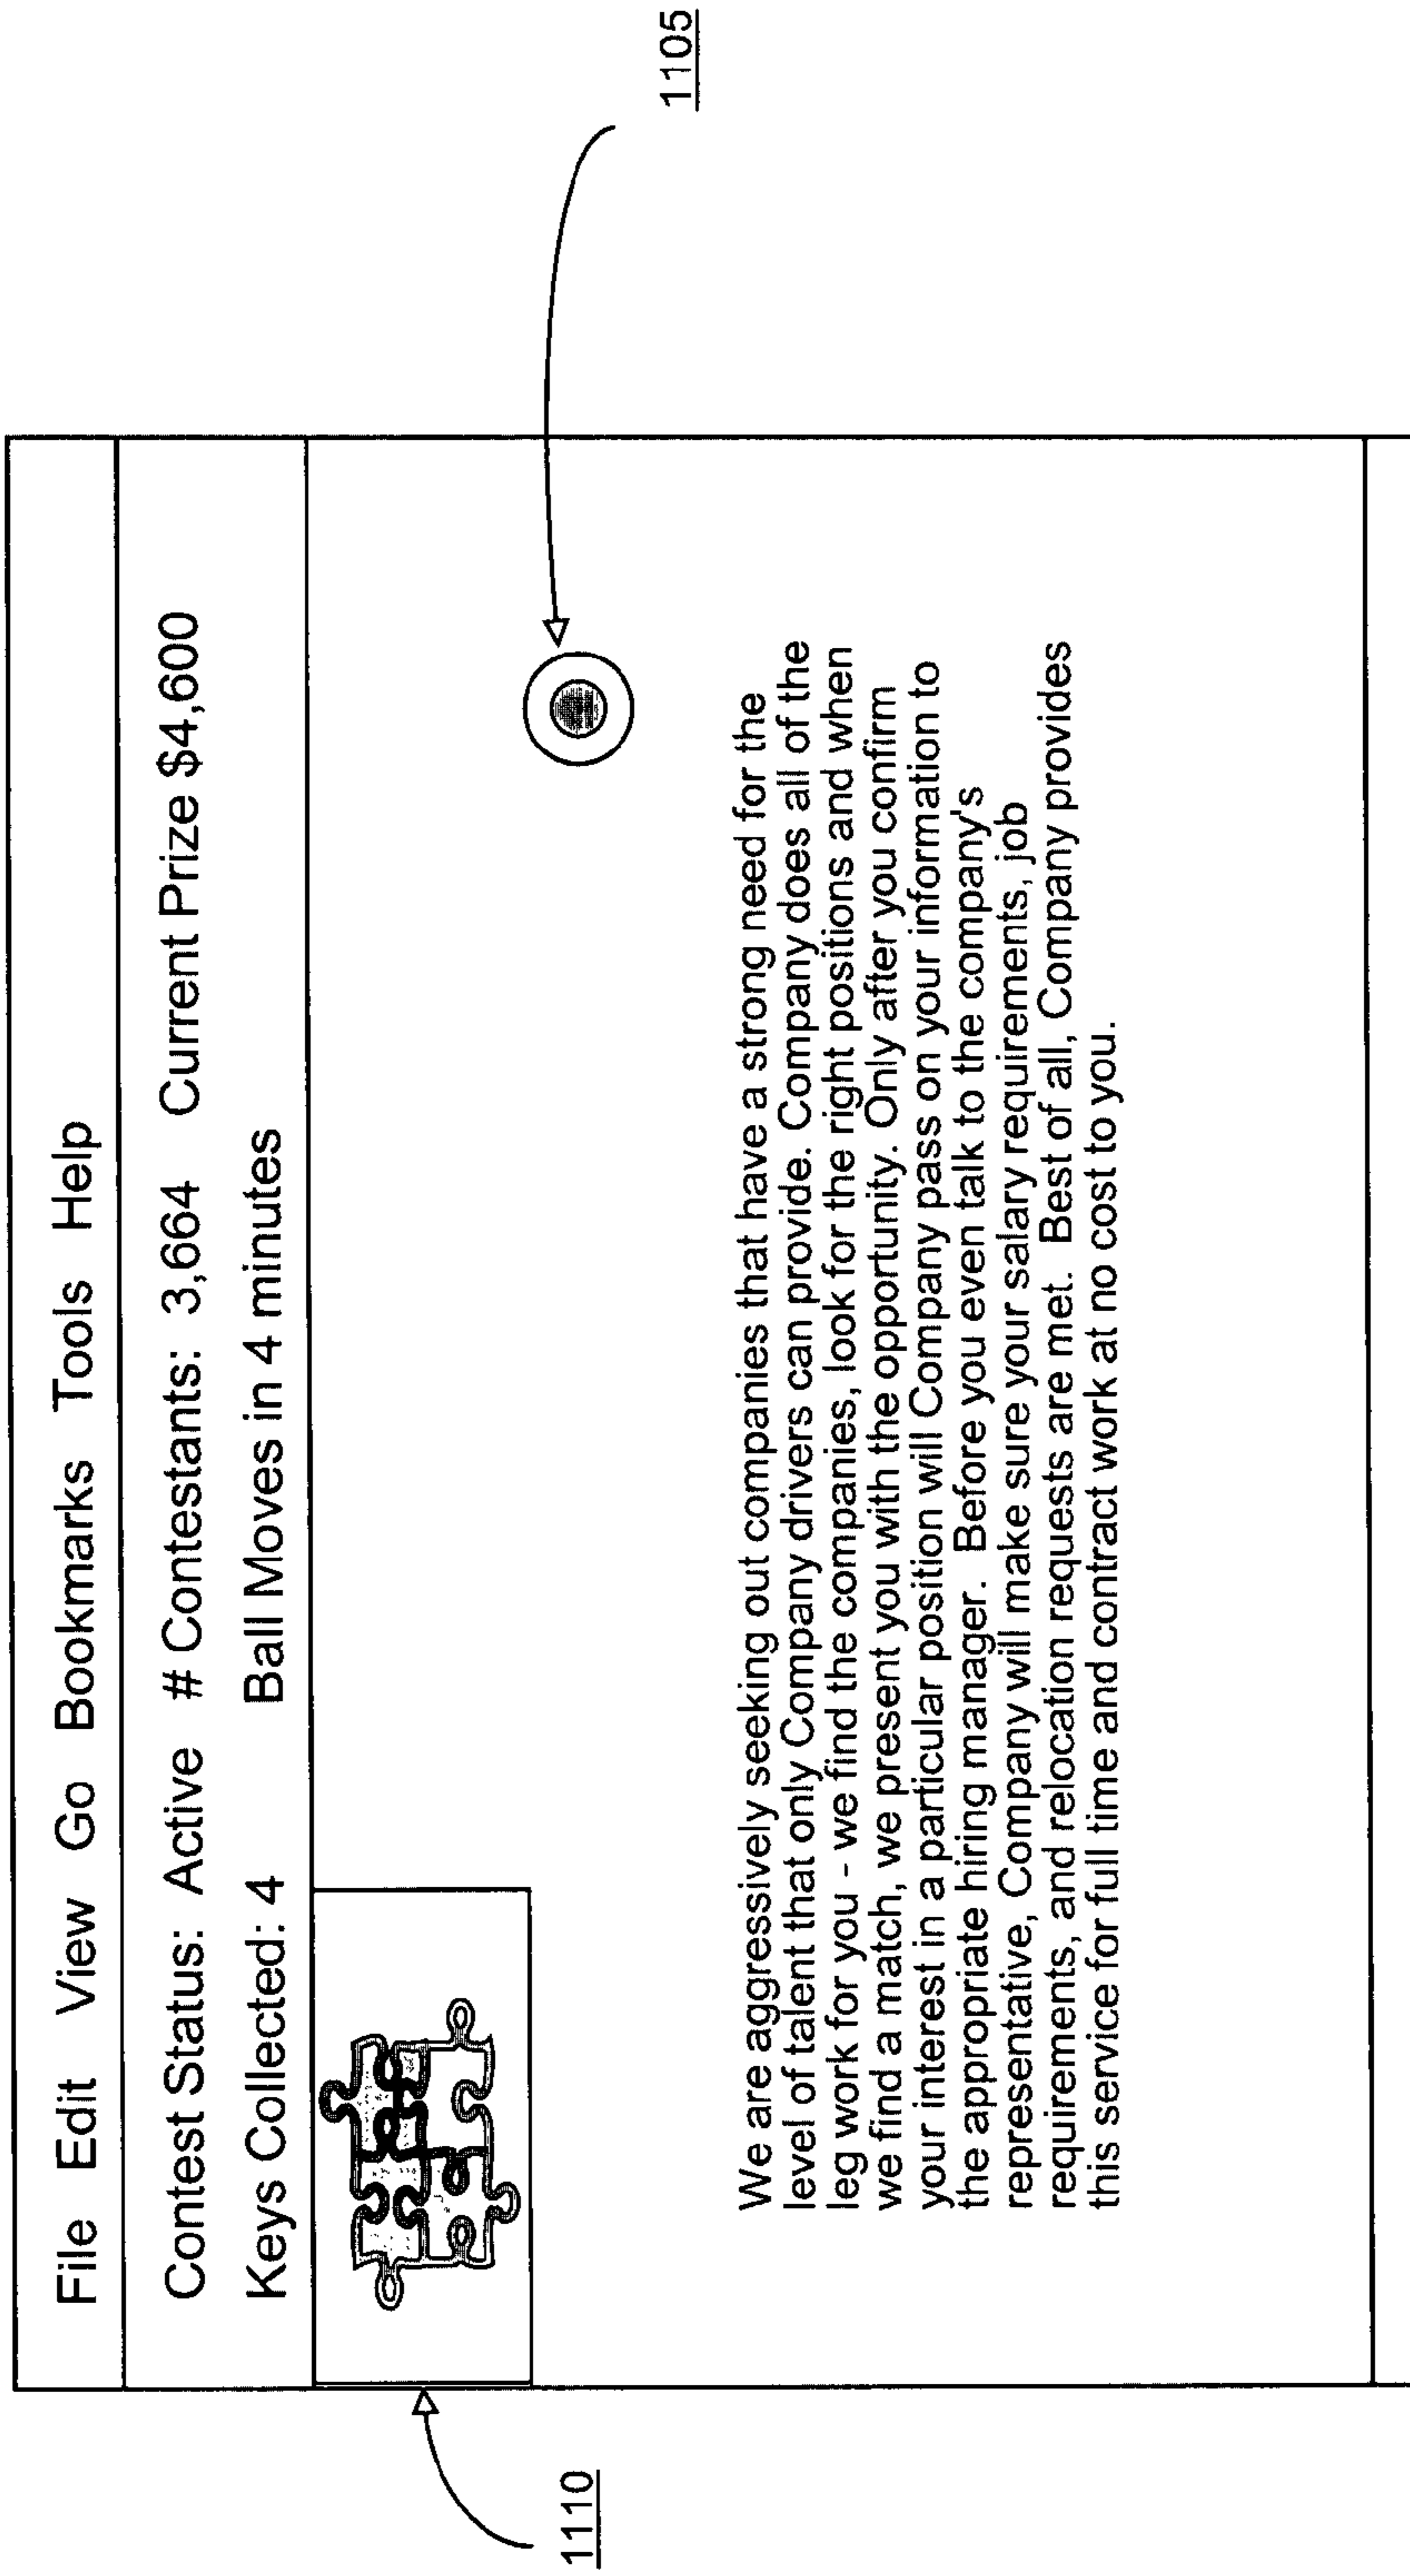 File Edit View Go Bookmarks Tools Help
Contest Status: Active # Contestants: 3,664 Current Prize $4,600
Keys Collected: 4 Ball Moves in 4 minutes
1110
1105
We are aggressively seeking out companies that have a strong need for the
level of talent that only Company drivers can provide. Company does all of the
leg work for you - we find the companies, look for the right positions and when
we find a match, we present you with the opportunity. Only after you confirm
your interest in a particular position will Company pass on your information to
the appropriate hiring manager. Before you even talk to the company's
representative, Company will make sure your salary requirements, job
requirements, and relocation requests are met. Best of all, Company provides
this service for full time and contract work at no cost to you.